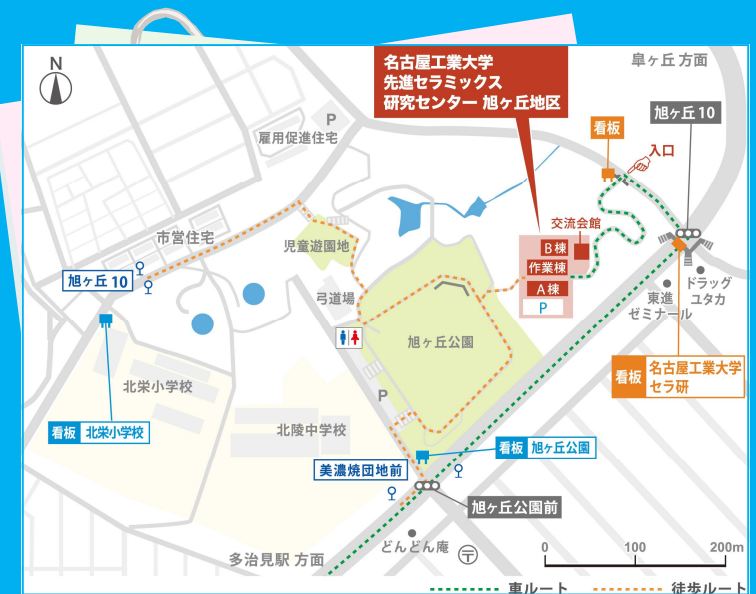 N
名古屋工業大学
先進セラミックス
研究センター 旭ヶ丘地区
皐ヶ丘 方面
P
雇用促進住宅
看板
旭ヶ丘 10
入口
交流会館
市営住宅
児童遊園地
B 棟
作業棟
A 棟
P
旭ヶ丘 10
弓道場
東進
ゼミナール
ドラッグ
ユタカ
旭ヶ丘公園
北栄小学校
看板 名古屋工業大学
セラ研
P
看板 北栄小学校
北陵中学校
看板 旭ヶ丘公園
美濃焼団地前
旭ヶ丘公園前
どんどん庵
〒
多治見駅 方面
0 100 200m
車ルート 徒歩ルート